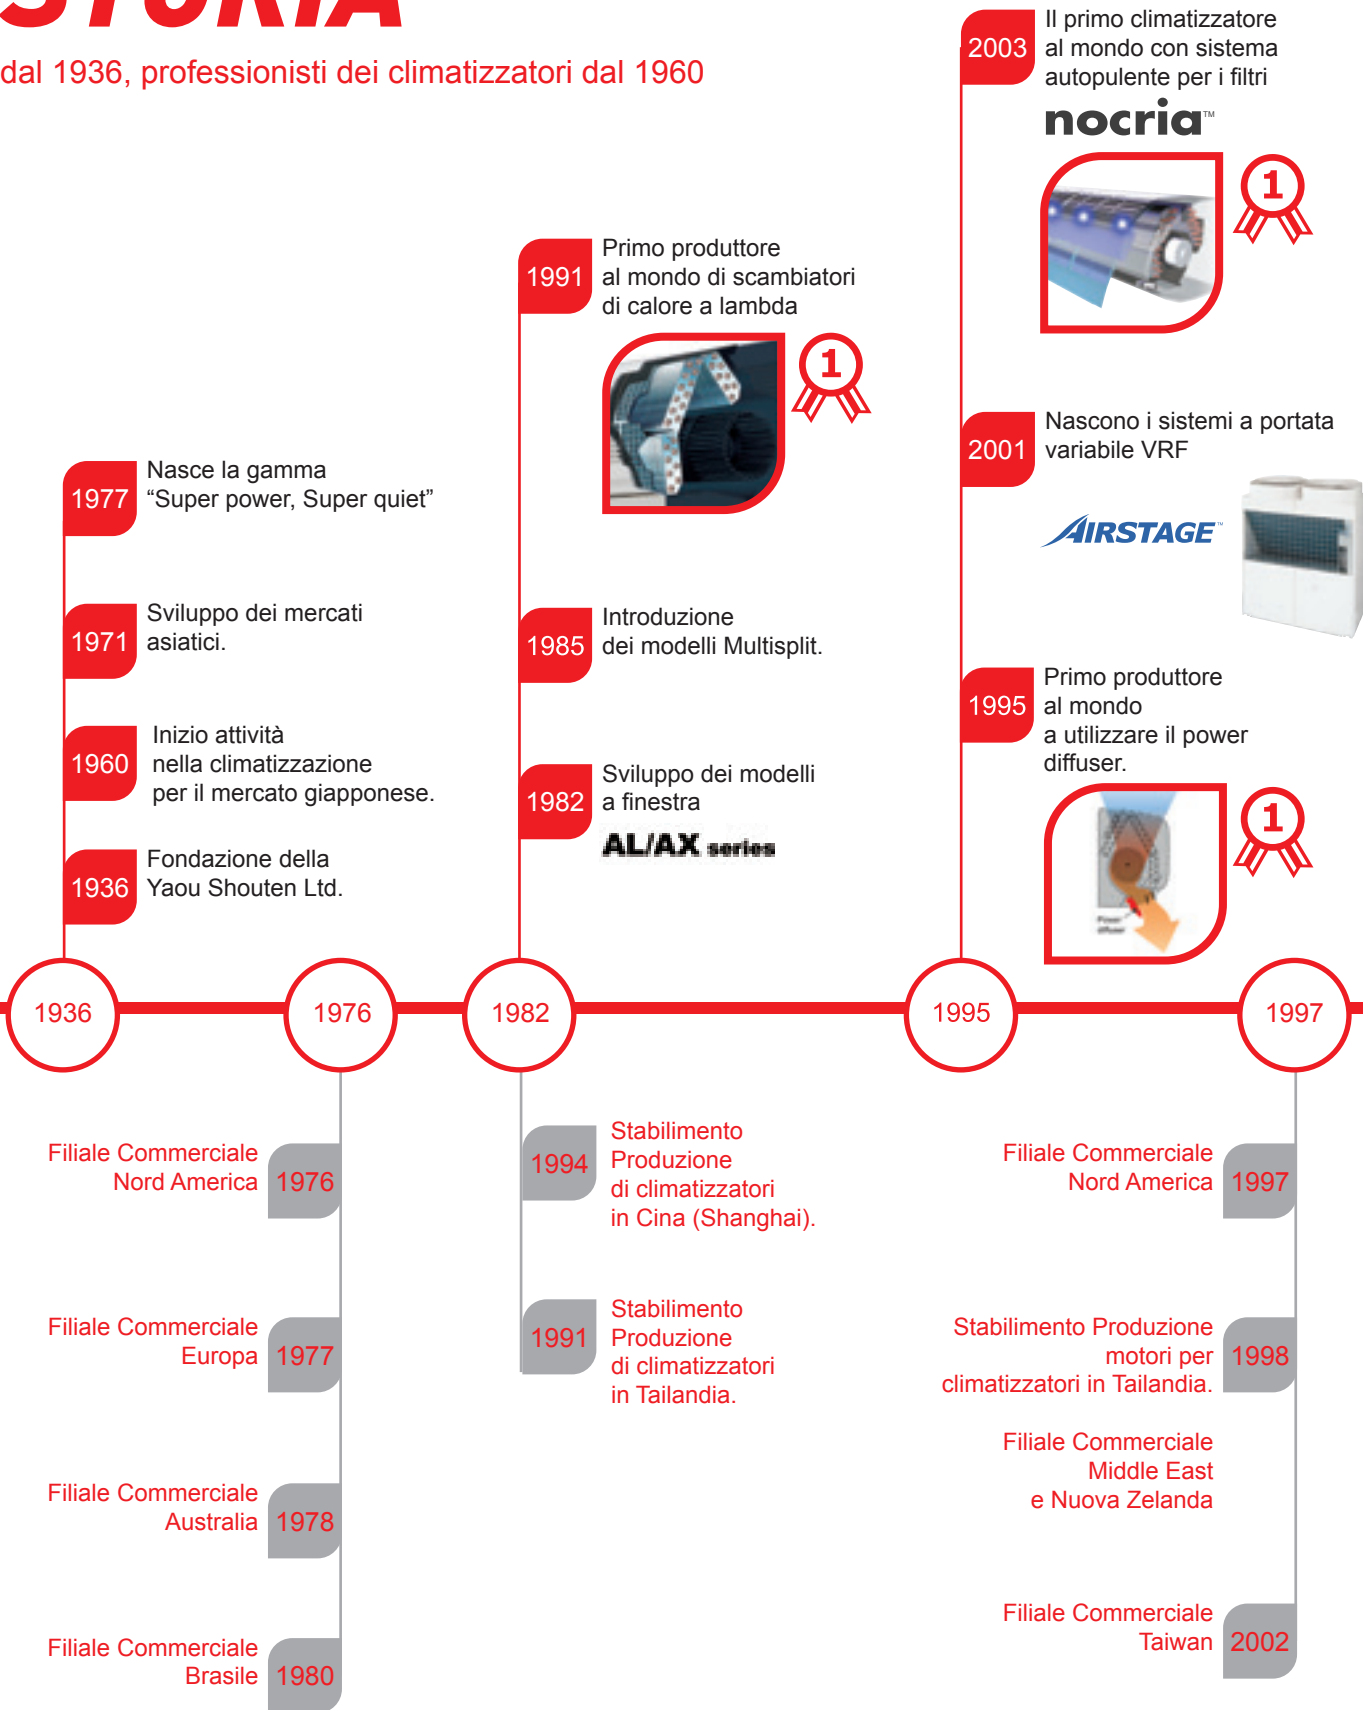 STORIA
dal 1936, professionisti dei climatizzatori dal 1960
1977
Nasce la gamma
“Super power, Super quiet”
1971
Sviluppo dei mercati
asiatici.
1960
Inizio attività
nella climatizzazione
per il mercato giapponese.
1936
Fondazione della
Yaou Shouten Ltd.
1991
Primo produttore
al mondo di scambiatori
di calore a lambda
1
1985
Introduzione
dei modelli Multisplit.
1982
Sviluppo dei modelli
a finestra
AL/AX series
2003
Il primo climatizzatore
al mondo con sistema
autopulente per i filtri
nocria™
1
2001
Nascono i sistemi a portata
variabile VRF
AIRSTAGE™
1995
Primo produttore
al mondo
a utilizzare il power
diffuser.
Power
diffuser
1
1936
1976
1982
1995
1997
Filiale Commerciale
Nord America
1976
Filiale Commerciale
Europa
1977
Filiale Commerciale
Australia
1978
Filiale Commerciale
Brasile
1980
1994
Stabilimento
Produzione
di climatizzatori
in Cina (Shanghai).
1991
Stabilimento
Produzione
di climatizzatori
in Tailandia.
Filiale Commerciale
Nord America
1997
Stabilimento Produzione
motori per
climatizzatori in Tailandia.
1998
Filiale Commerciale
Middle East
e Nuova Zelanda
Filiale Commerciale
Taiwan
2002